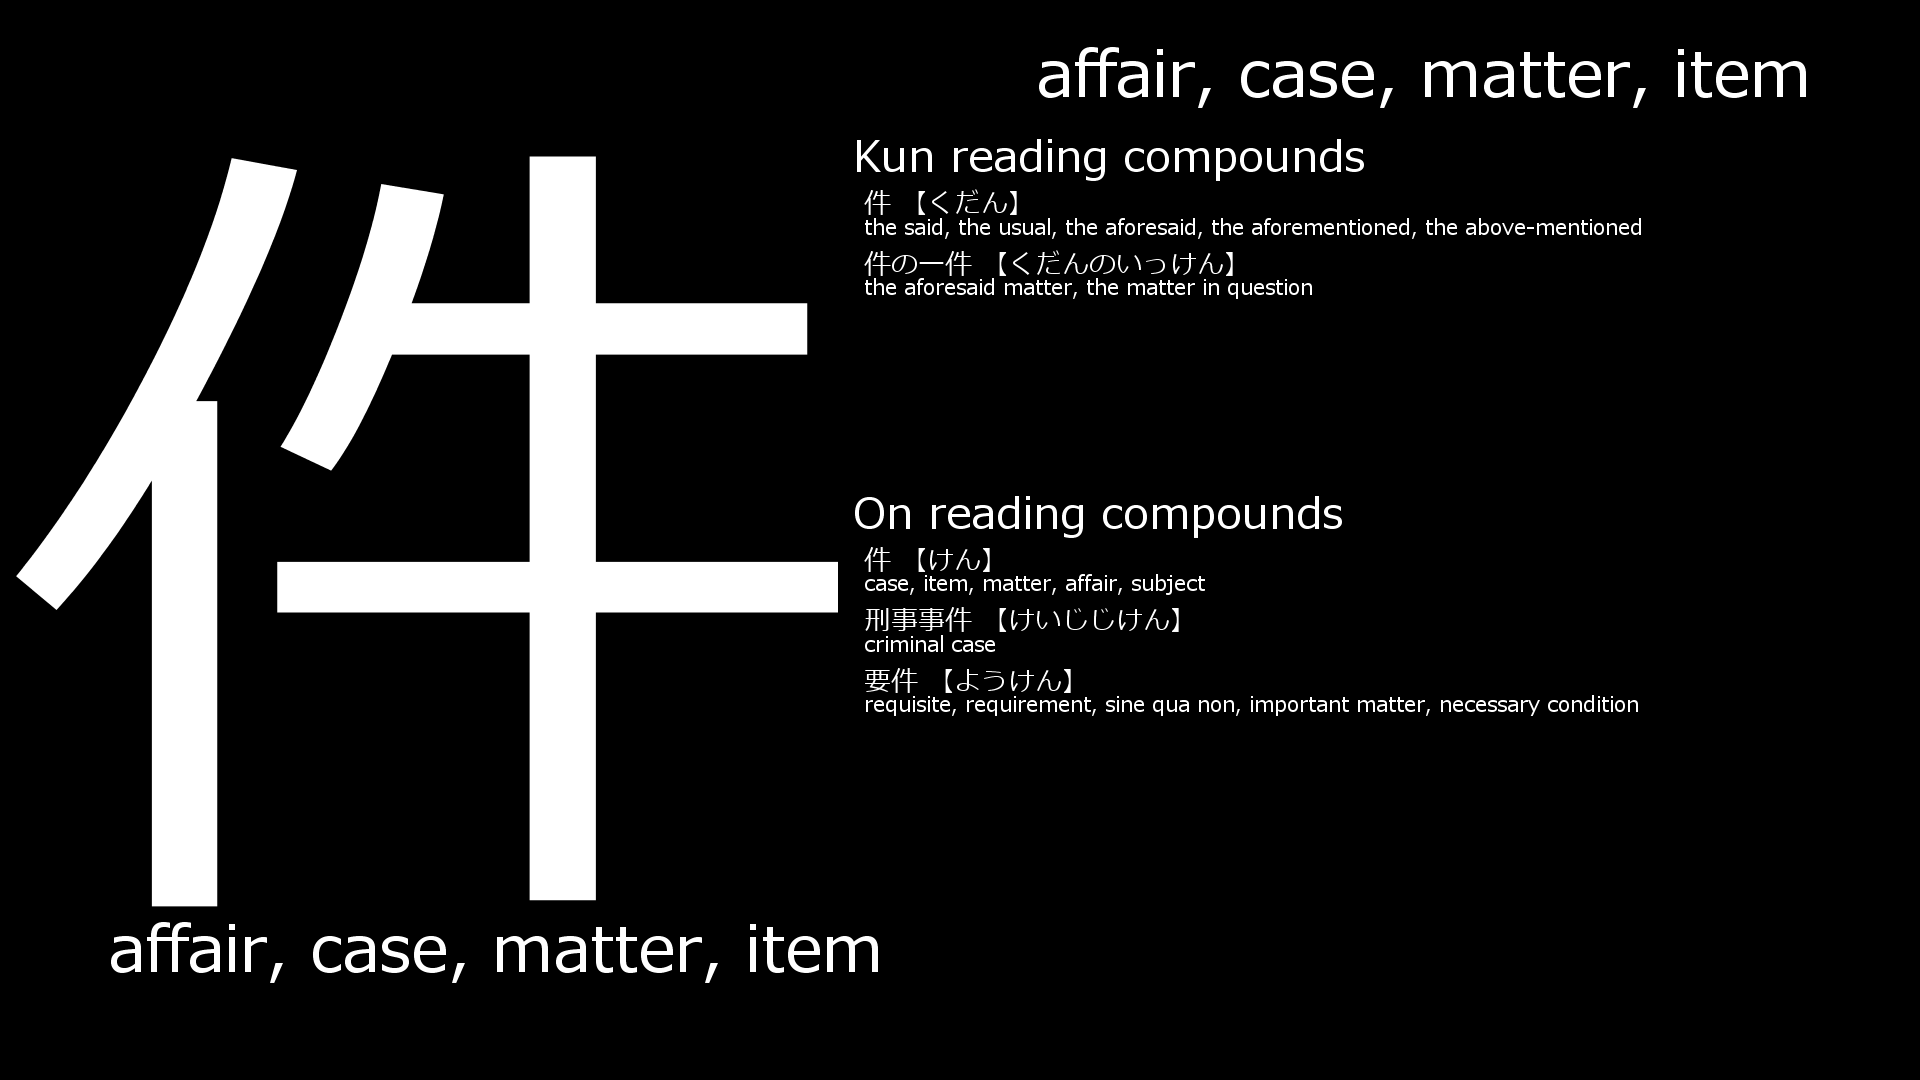 件
affair, case, matter, item
affair, case, matter, item
Kun reading compounds
件 【くだん】
the said, the usual, the aforesaid, the aforementioned, the above-mentioned
件の一件 【くだんのいっけん】
the aforesaid matter, the matter in question
On reading compounds
件 【けん】
case, item, matter, affair, subject
刑事事件 【けいじじけん】
criminal case
要件 【ようけん】
requisite, requirement, sine qua non, important matter, necessary condition